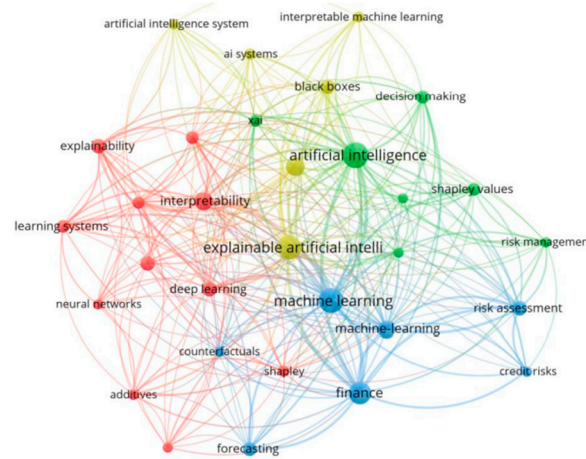 artificial intelligence system
interpretable machine learning
ai systems
black boxes
decision making
xai
explainability
artificial intelligence
shapley values
interpretability
learning systems
explainable artificial intelli
risk managemer
deep learning
machine learning
neural networks
risk assessment
machine-learning
counterfactuals
shapley
credit risks
additives
finance
forecasting